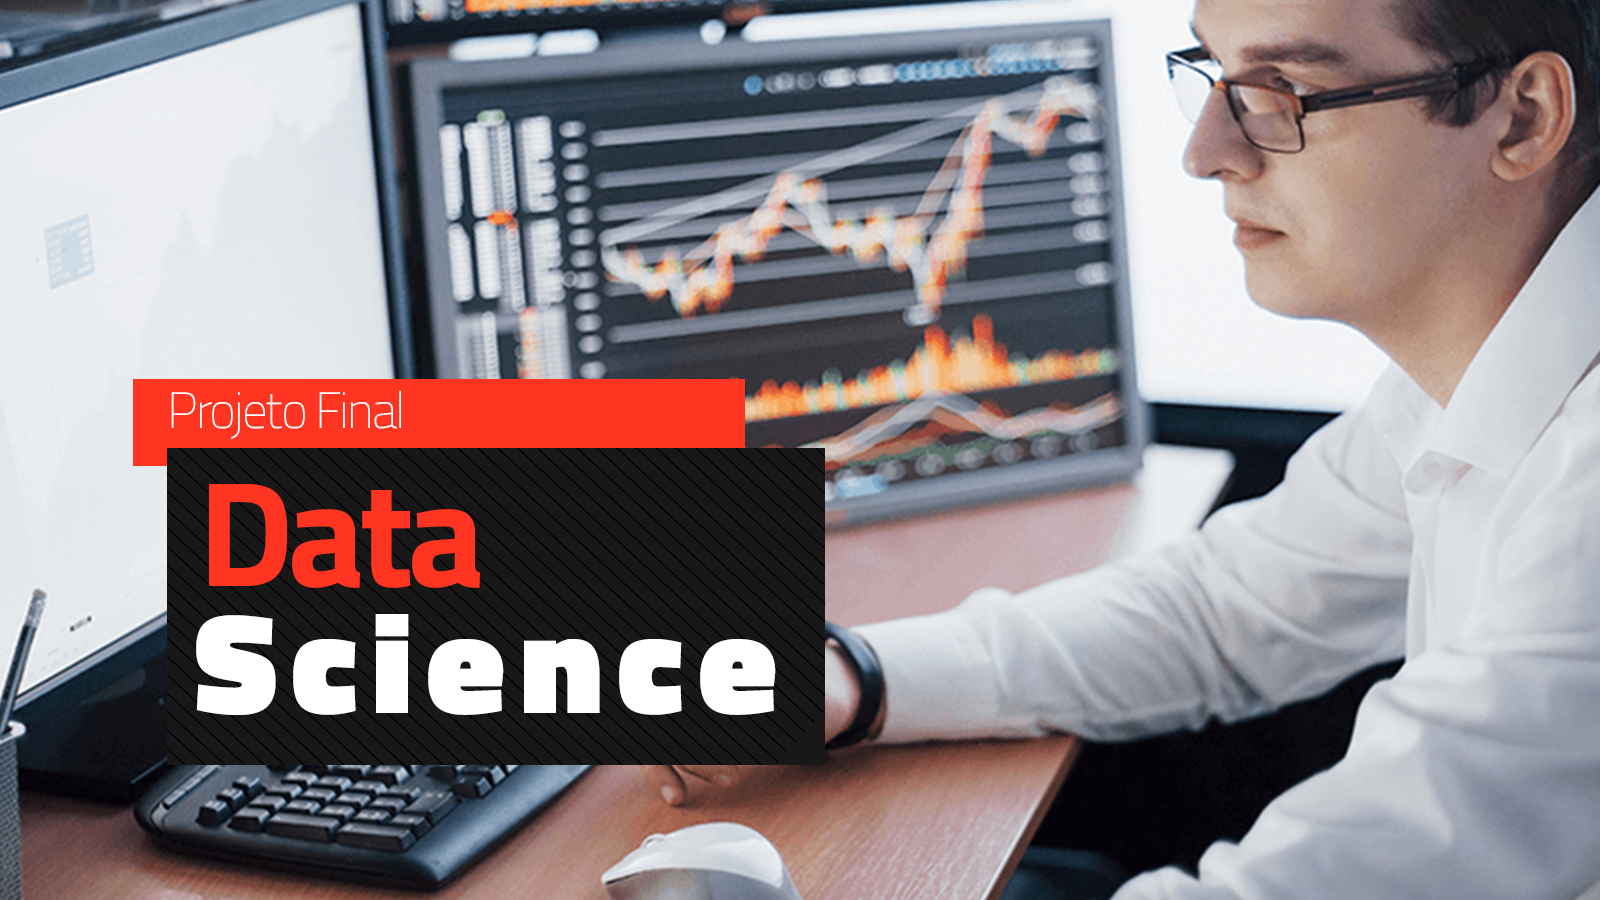 Projeto Final
Data
Science